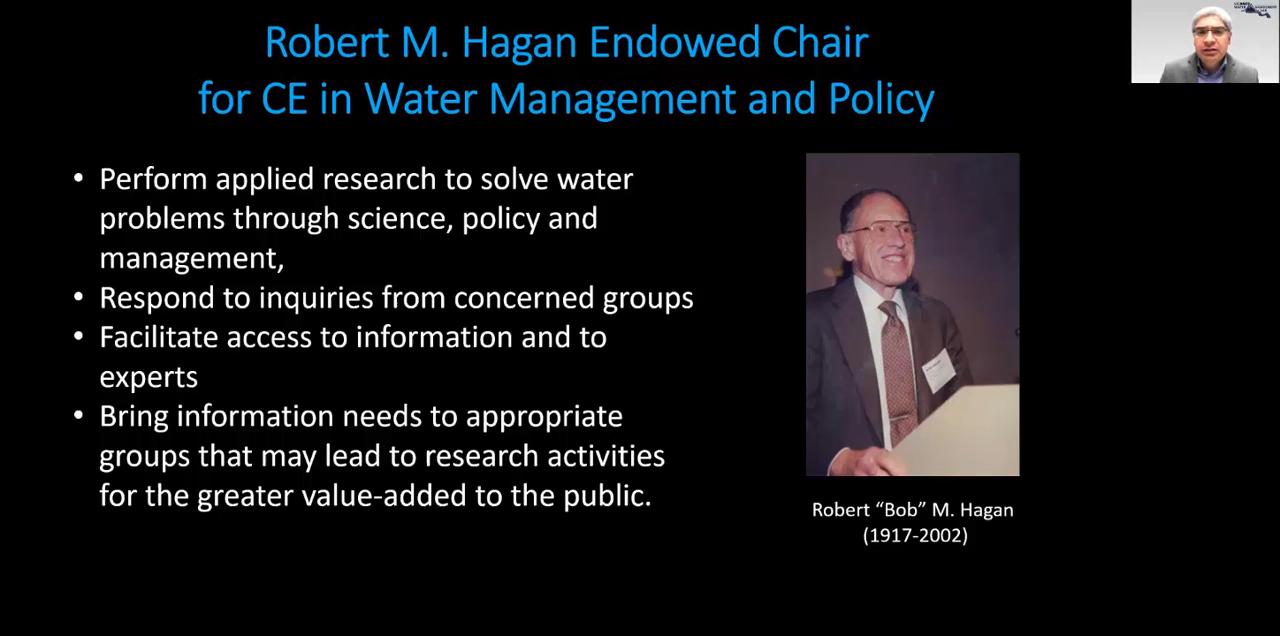 Robert M. Hagan Endowed Chair
for CE in Water Management and Policy
• Perform applied research to solve water
problems through science, policy and
management,
• Respond to inquiries from concerned groups
• Facilitate access to information and to
experts
• Bring information needs to appropriate
groups that may lead to research activities
for the greater value-added to the public.
Robert “Bob” M. Hagan
(1917-2002)